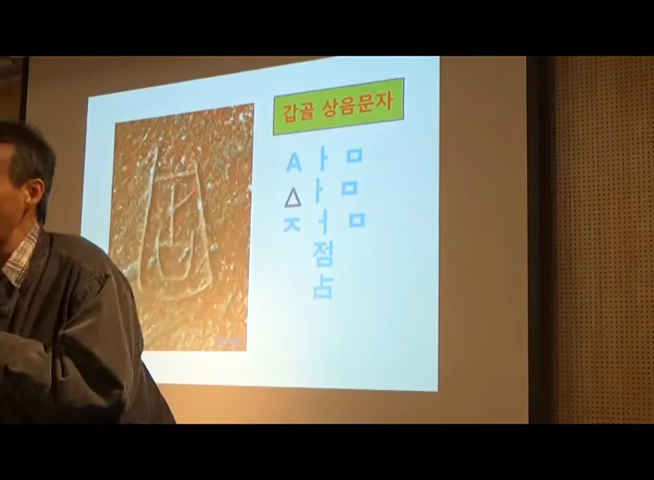 갑골 상음문자
A ㅏ ㅁ
△ ㅏ ㅁ
ㅈ ㅓ ㅁ
점
占